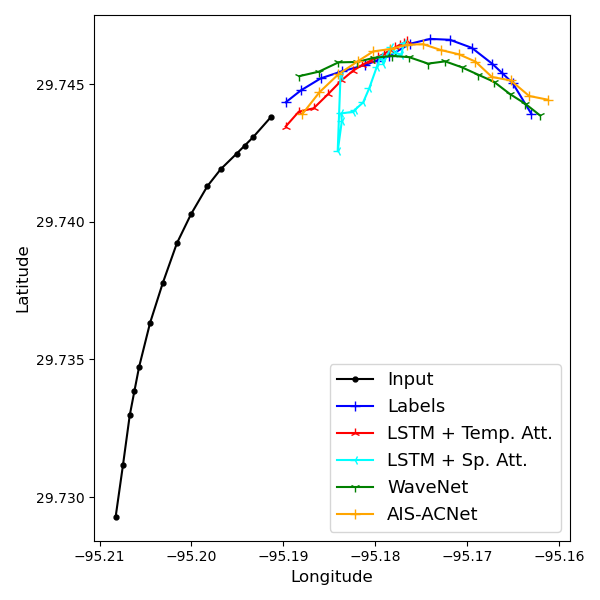 29.745
29.740
29.735
29.730
Latitude
Input
Labels
LSTM + Temp. Att.
LSTM + Sp. Att.
WaveNet
AIS-ACNet
−95.21 −95.20 −95.19 −95.18 −95.17 −95.16
Longitude